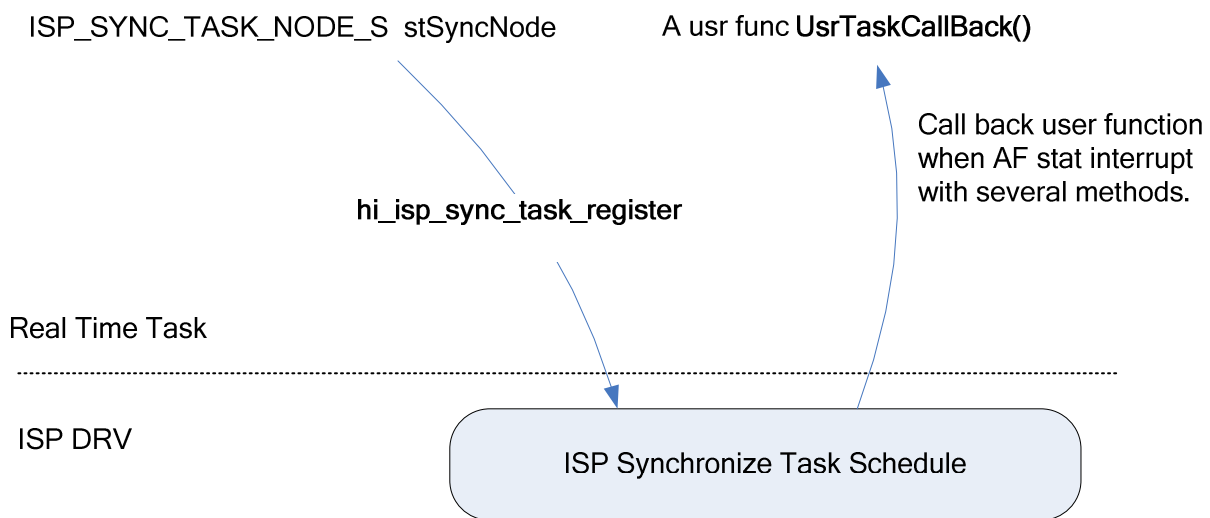 ISP_SYNC_TASK_NODE_S stSyncNode
A usr func UsrTaskCallBack()
Call back user function
when AF stat interrupt
with several methods.
hi_isp_sync_task_register
Real Time Task
ISP DRV
ISP Synchronize Task Schedule